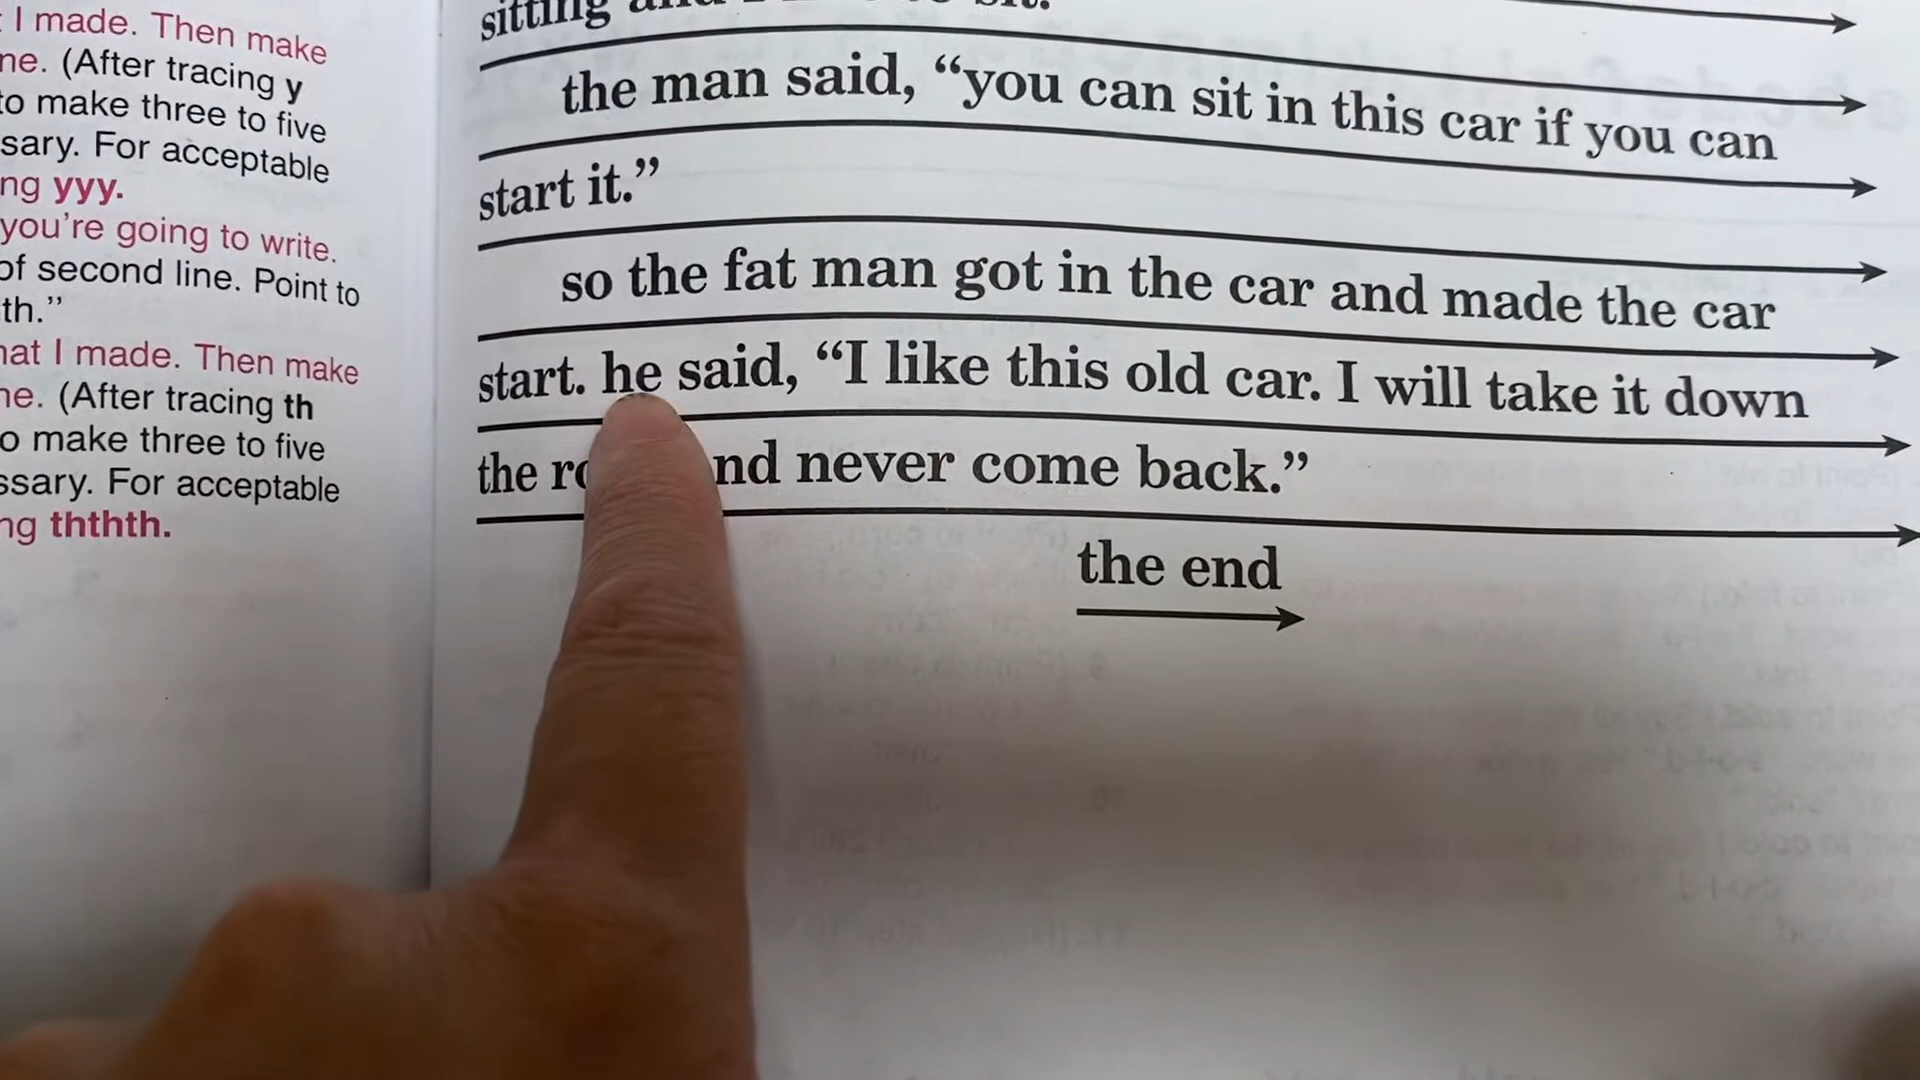 I made. Then make
ne. (After tracing y
to make three to five
sary. For acceptable
ng yyy.
you're going to write.
of second line. Point to
th."
hat I made. Then make
ne. (After tracing th
o make three to five
ssary. For acceptable
ng ththth.
sitting
the man said, “you can sit in this car if you can
start it.”
so the fat man got in the car and made the car
start. he said, “I like this old car. I will take it down
the nd never come back.”
the end